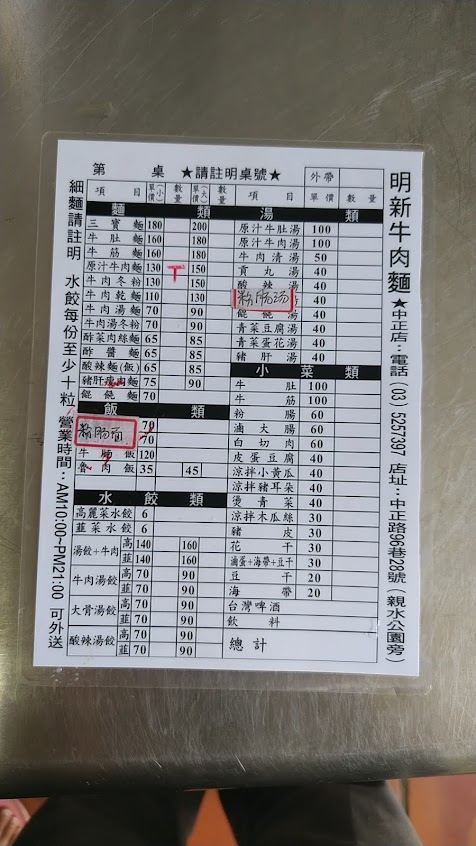 第 桌 ★請註明桌號★ 外帶
項目 單價(小) 數量 單價(大) 數量
麵類
三寶麵 180 200
牛肚麵 160 180
牛筋麵 160 180
原汁牛肉麵 130 T 150
牛肉冬粉 130 150
牛肉乾麵 110 130
牛肉湯麵 70 90
牛肉湯冬粉 70 90
酢菜肉絲麵 65 85
酢醬麵 65 85
酸辣麵(飯) 65 85
豬肝麵 75 90
餛飩麵 70
飯類
粉腸面 70
70
牛腩飯 120
魯肉飯 35 45
水餃類
高麗菜水餃 6
韮菜水餃 6
湯餃+牛肉 高 140 160
韮 140 160
牛肉湯餃 高 70 90
韮 70 90
大骨湯餃 高 70 90
韮 70 90
酸辣湯餃 高 70 90
韮 70 90
項目 單價 數量
湯類
原汁牛肚湯 100
原汁牛肉湯 100
牛肉清湯 50
貢丸湯 40
酸辣湯 40
粉腸湯 40
餛飩湯 40
青菜豆腐湯 40
青菜蛋花湯 40
豬肝湯 40
小菜類
牛肚 100
牛筋 100
粉腸 60
滷大腸 60
白切肉 60
皮蛋豆腐 40
涼拌小黃瓜 40
涼拌豬耳朵 40
燙青菜 40
涼拌木瓜絲 30
豬皮 30
花干 30
滷蛋+海帶+豆干 30
豆干 20
海帶 20
台灣啤酒
飲料
總計
細麵請註明 水餃每份至少十粒
營業時間：AM10:00~PM21:00 可外送
明新牛肉麵
★中正店：電話 (03) 5257397 店址：中正路96巷28號 (親水公園旁)